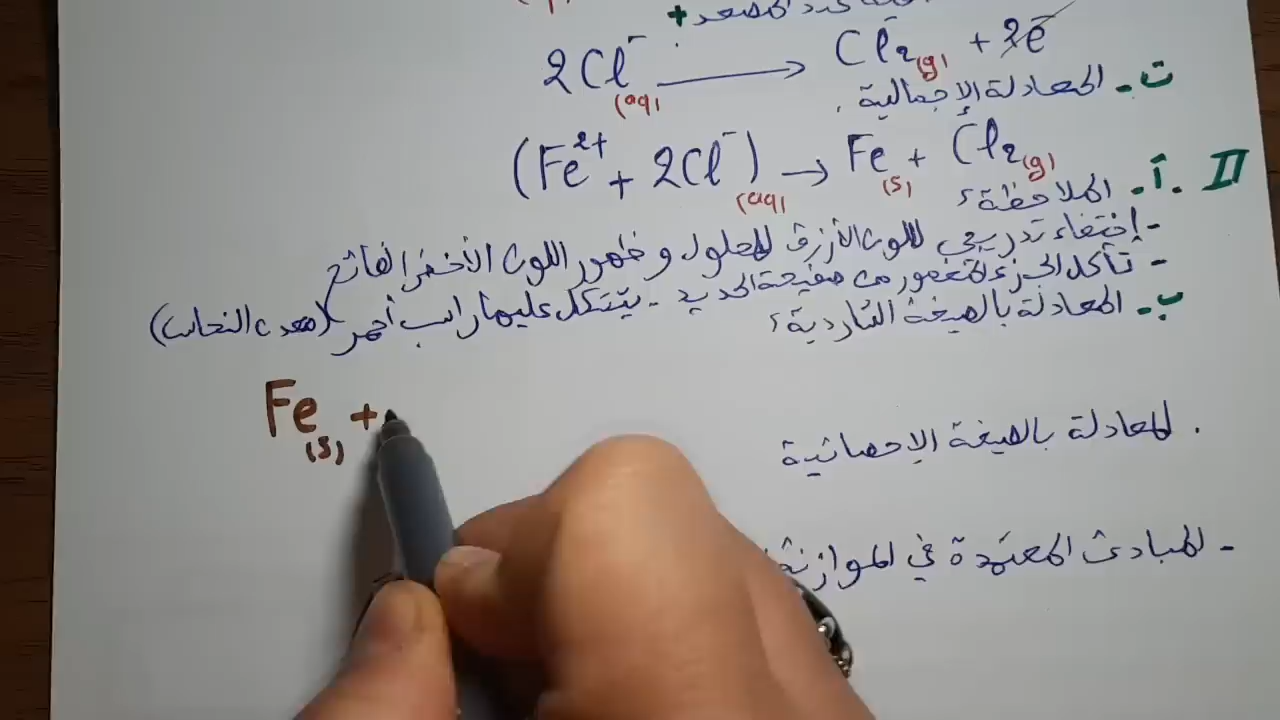 المصعد +
2Cl⁻(aq) → Cl₂(g) + 2e⁻
ت - المعادلة الإجمالية .
(Fe²⁺ + 2Cl⁻)(aq) → Fe(s) + Cl₂(g)
II . أ - الملاحظة ؟
- إختفاء تدريجي للون الأزرق للمحلول و ظهور اللون الأخضر الفاتح
- تآكل الجزء المغمور من صفيحة الحديد - يتشكل عليها راسب أحمر (معدن النحاس)
ب - المعادلة بالصيغة الشاردية ؟
Fe(s) +
. المعادلة بالصيغة الإحصائية
- المبادئ المعتمدة في الموازنة